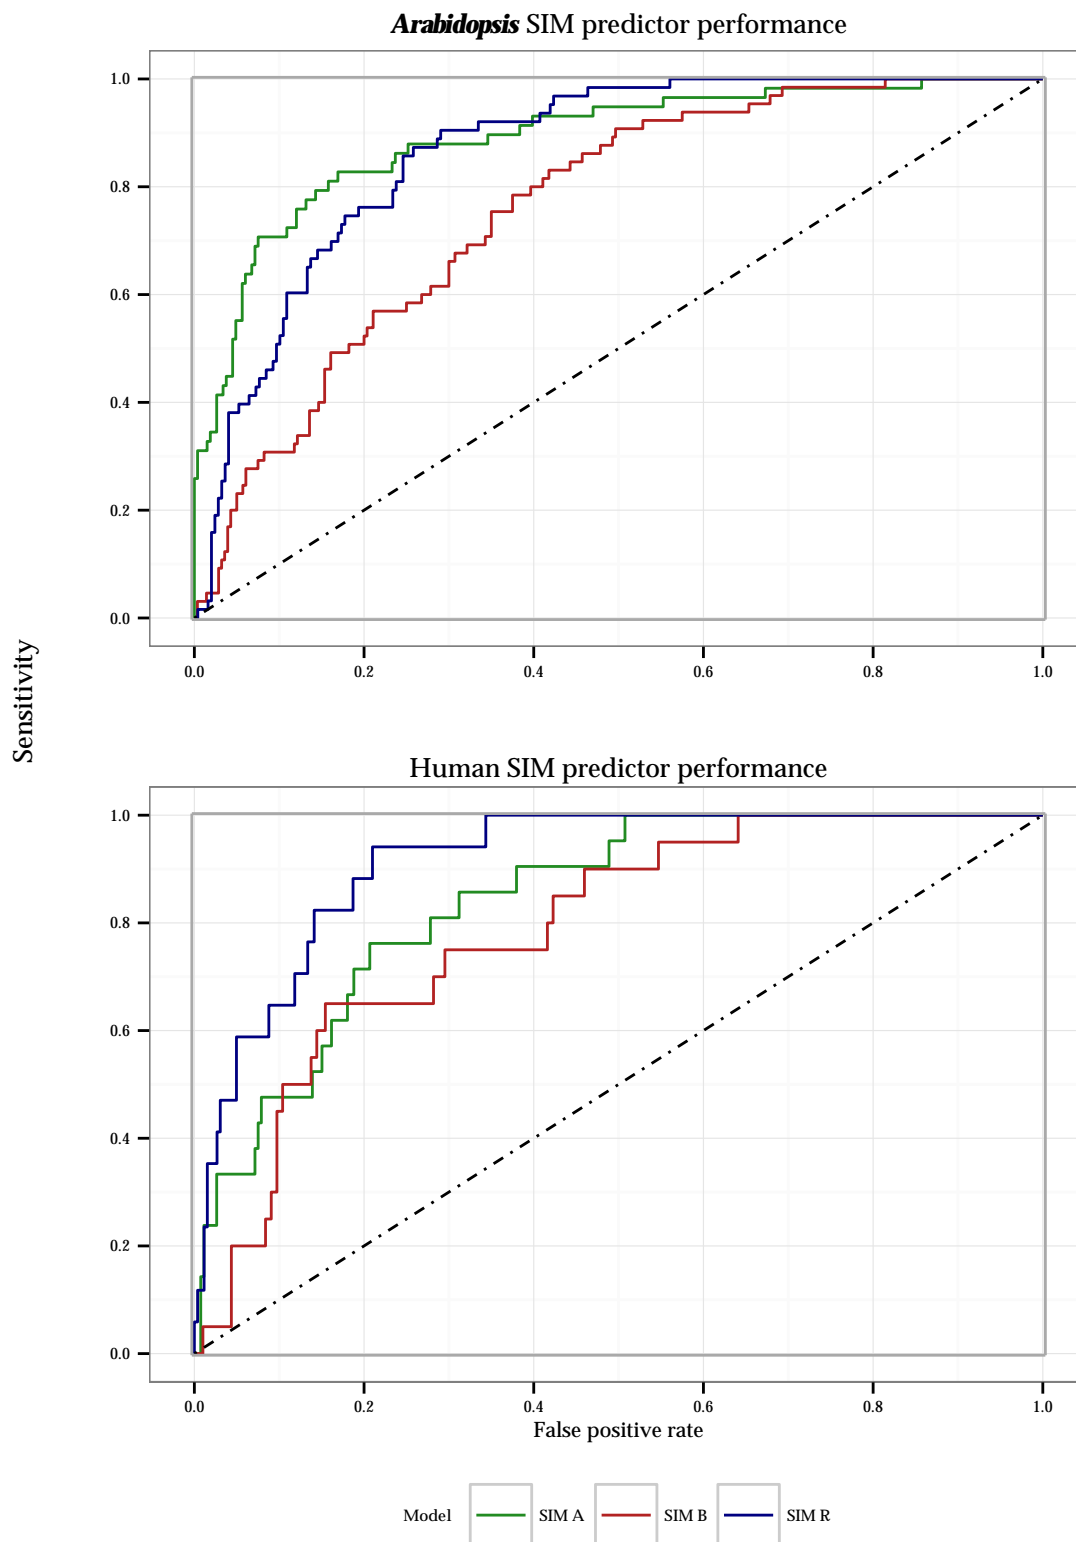 Arabidopsis SIM predictor performance
1.0
0.8
0.6
0.4
0.2
0.0
0.0 0.2 0.4 0.6 0.8 1.0
Sensitivity
Human SIM predictor performance
1.0
0.8
0.6
0.4
0.2
0.0
0.0 0.2 0.4 0.6 0.8 1.0
False positive rate
Model SIM A SIM B SIM R